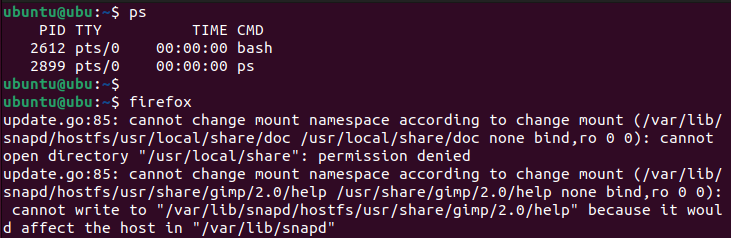 ubuntu@ubu:~$ ps
    PID TTY          TIME CMD
   2612 pts/0    00:00:00 bash
   2899 pts/0    00:00:00 ps
ubuntu@ubu:~$
ubuntu@ubu:~$ firefox
update.go:85: cannot change mount namespace according to change mount (/var/lib/
snapd/hostfs/usr/local/share/doc /usr/local/share/doc none bind,ro 0 0): cannot
open directory "/usr/local/share": permission denied
update.go:85: cannot change mount namespace according to change mount (/var/lib/
snapd/hostfs/usr/share/gimp/2.0/help /usr/share/gimp/2.0/help none bind,ro 0 0):
 cannot write to "/var/lib/snapd/hostfs/usr/share/gimp/2.0/help" because it woul
d affect the host in "/var/lib/snapd"